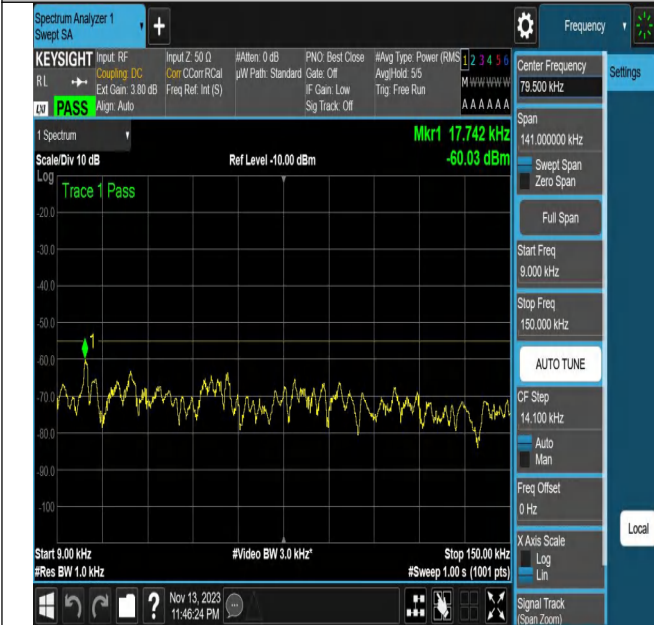 Spectrum Analyzer 1
Swept SA
+
Frequency
KEYSIGHT
RL
LXI PASS
Input: RF
Coupling: DC
Ext Gain: 3.80 dB
Align: Auto
Input Z: 50 Ω
Corr CCorr RCal
Freq Ref: Int (S)
#Atten: 0 dB
µW Path: Standard
PNO: Best Close
Gate: Off
IF Gain: Low
Sig Track: Off
#Avg Type: Power (RMS
Avg|Hold: 5/5
Trig: Free Run
1 2 3 4 5 6
M W W W W W
A A A A A A
1 Spectrum
Mkr1 17.742 kHz
Scale/Div 10 dB
Ref Level -10.00 dBm
-60.03 dBm
Log
Trace 1 Pass
-20.0
-30.0
-40.0
-50.0
1
-60.0
-70.0
-80.0
-90.0
-100
Start 9.00 kHz
#Video BW 3.0 kHz*
Stop 150.00 kHz
#Res BW 1.0 kHz
#Sweep 1.00 s (1001 pts)
?
Nov 13, 2023
11:46:24 PM
Center Frequency
79.500 kHz
Settings
Span
141.000000 kHz
Swept Span
Zero Span
Full Span
Start Freq
9.000 kHz
Stop Freq
150.000 kHz
AUTO TUNE
CF Step
14.100 kHz
Auto
Man
Freq Offset
0 Hz
Local
X Axis Scale
Log
Lin
Signal Track
(Span Zoom)